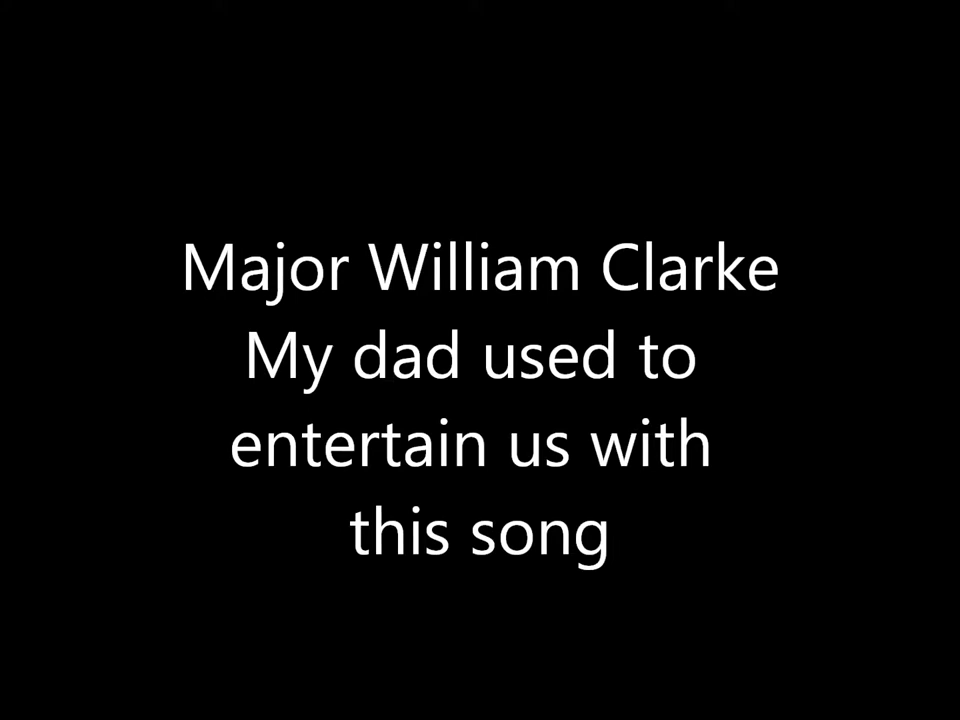 Major William Clarke
My dad used to
entertain us with
this song